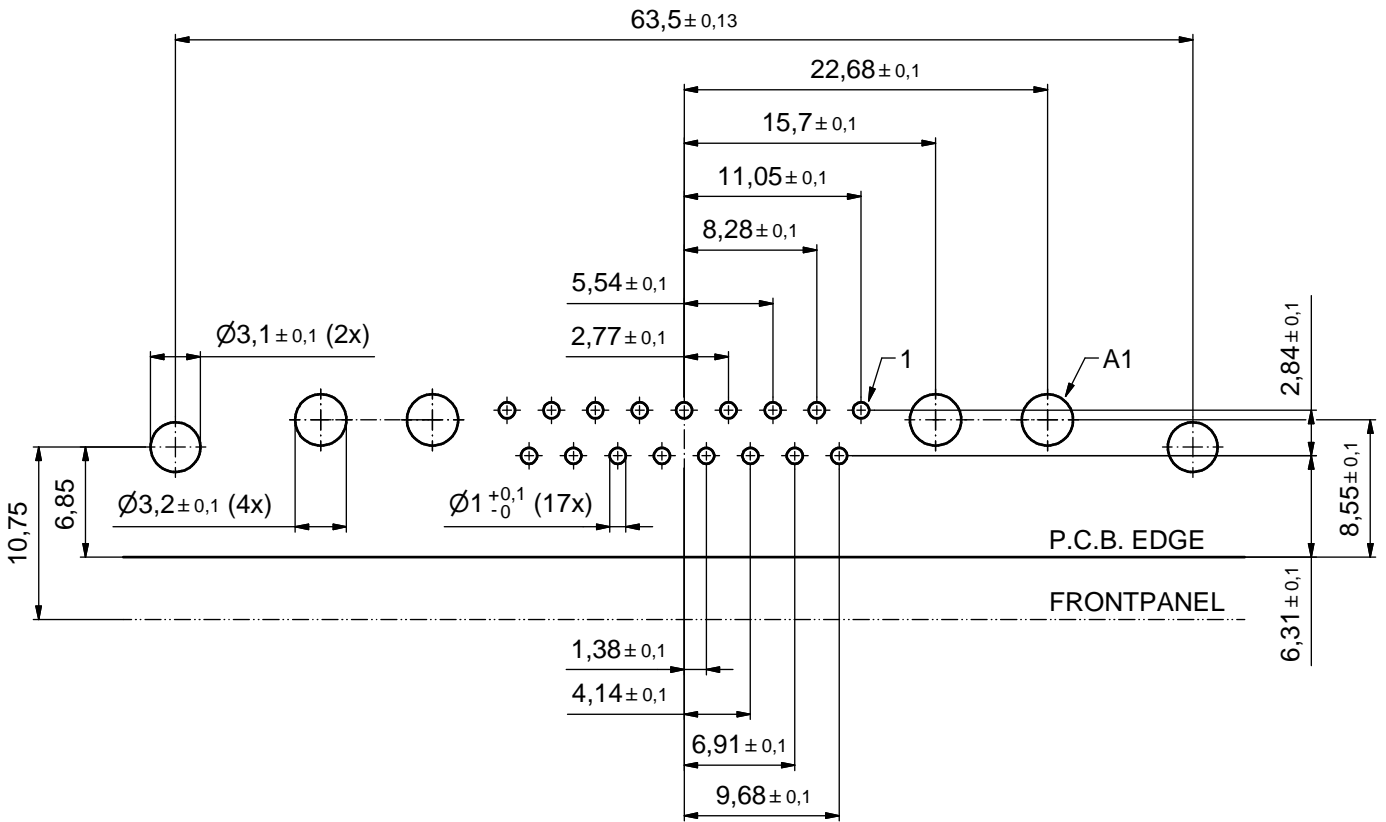 63,5 ± 0,13
22,68 ± 0,1
15,7 ± 0,1
11,05 ± 0,1
8,28 ± 0,1
5,54 ± 0,1
2,77 ± 0,1
Ø3,1 ± 0,1 (2x)
1
A1
2,84 ± 0,1
Ø3,2 ± 0,1 (4x)
Ø1 +0,1 -0 (17x)
10,75
6,85
8,55 ± 0,1
6,31 ± 0,1
P.C.B. EDGE
FRONTPANEL
1,38 ± 0,1
4,14 ± 0,1
6,91 ± 0,1
9,68 ± 0,1